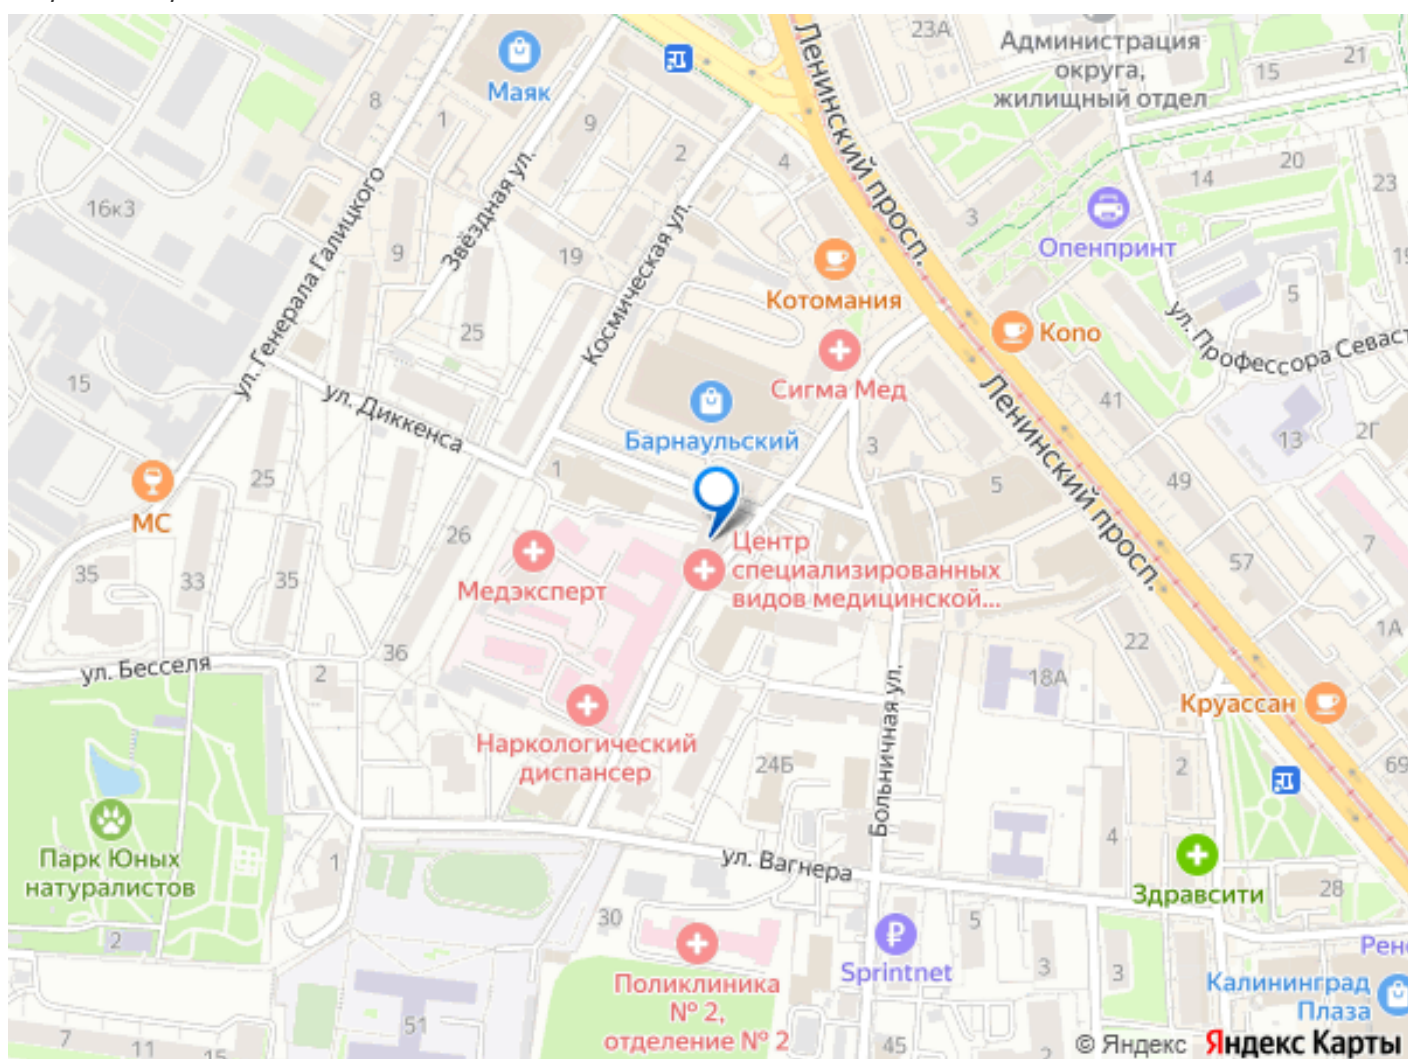 Ленинский просп.
23А
Администрация
округа,
жилищный отдел
15
21
Маяк
8
1
9
2
4
20
14
23
3
16к3
ул. Генерала Галицкого
Звёздная ул.
Космическая ул.
9
19
Опенпринт
19
Котомания
5
ул. Профессора Севаст
25
Коno
15
Сигма Мед
ул. Диккенса
Ленинский просп.
41
Барнаульский
13
2Г
3
1
25
5
49
МС
26
7
Центр
специализированных
видов медицинской...
57
Медэксперт
35
33
35
1А
22
36
ул. Бесселя
2
18А
Больничная ул.
Круассан
Наркологический
диспансер
24Б
2
69
4
Парк Юных
натуралистов
1
ул. Вагнера
Здравсити
28
30
5
2
Sprintnet
3
3
Рен
Поликлиника
№ 2,
отделение № 2
Калининград
Плаза
51
7
11
15
45
2
© Яндекс Яндекс Карты